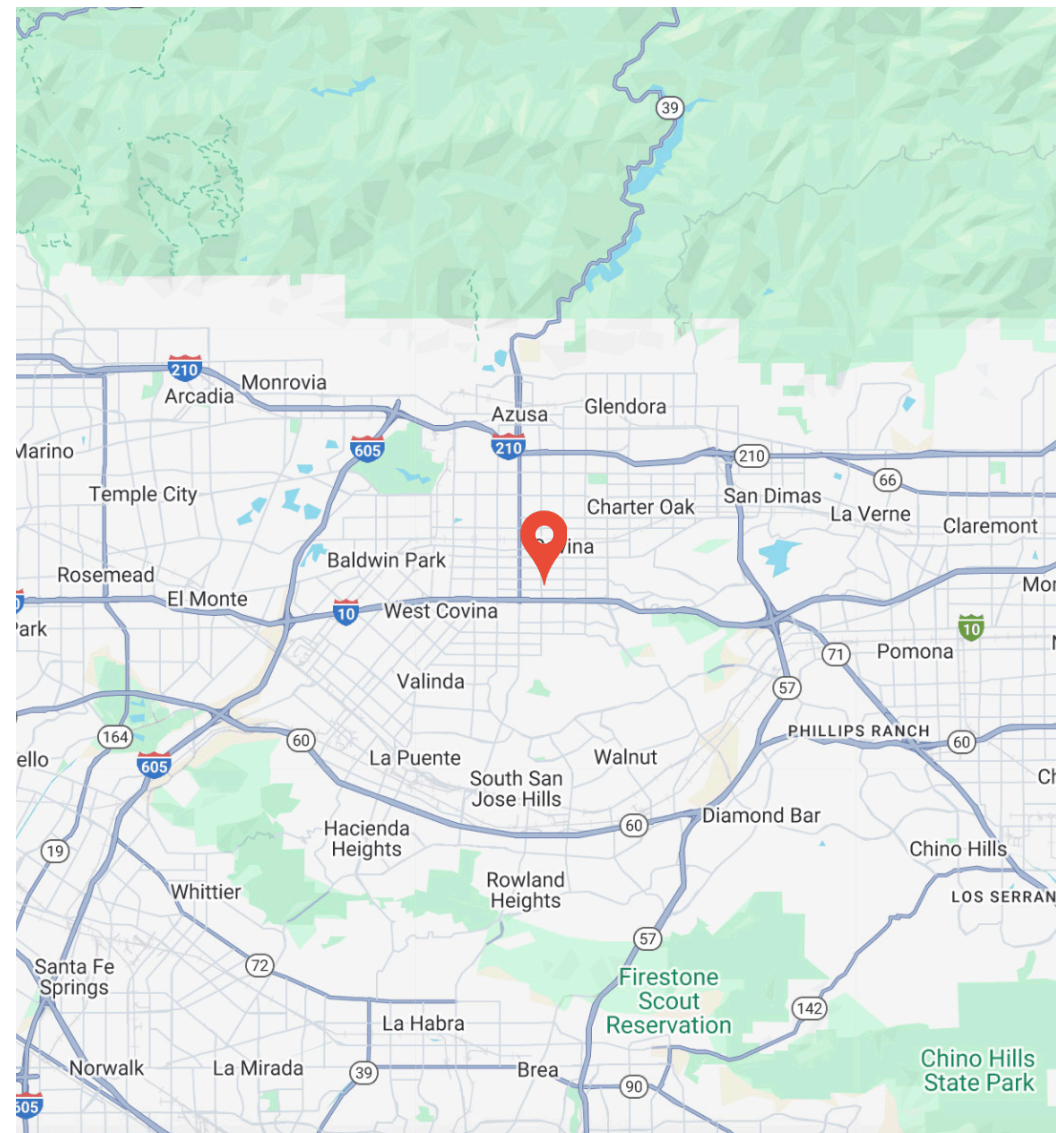 39
210
Arcadia
Monrovia
Azusa
Glendora
Marino
605
210
210
66
Temple City
Charter Oak
San Dimas
La Verne
Claremont
vina
Baldwin Park
Rosemead
El Monte
10
West Covina
Park
10
71
Pomona
Valinda
57
164
60
PHILLIPS RANCH
60
ello
605
La Puente
Walnut
South San
Jose Hills
60
Diamond Bar
Hacienda
Heights
19
Chino Hills
Whittier
Rowland
Heights
LOS SERRAN
57
72
Santa Fe
Springs
Firestone
Scout
Reservation
142
La Habra
Norwalk
La Mirada
39
Brea
90
Chino Hills
State Park
605